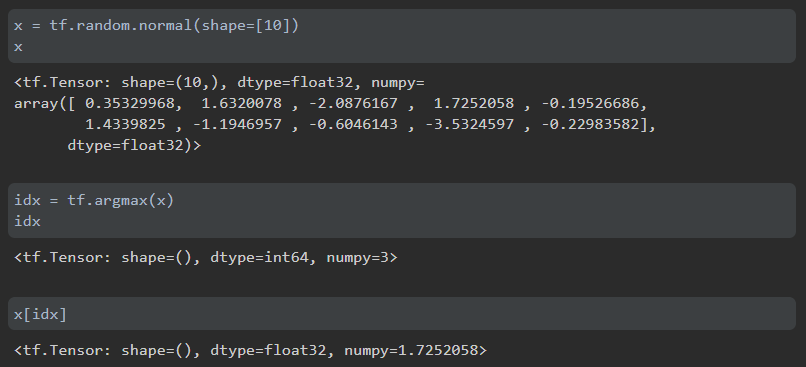 x = tf.random.normal(shape=[10])
x
<tf.Tensor: shape=(10,), dtype=float32, numpy=
array([ 0.35329968,  1.6320078 , -2.0876167 ,  1.7252058 , -0.19526686,
        1.4339825 , -1.1946957 , -0.6046143 , -3.5324597 , -0.22983582],
      dtype=float32)>
idx = tf.argmax(x)
idx
<tf.Tensor: shape=(), dtype=int64, numpy=3>
x[idx]
<tf.Tensor: shape=(), dtype=float32, numpy=1.7252058>